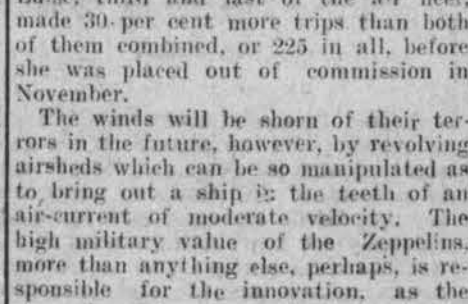 made 30 per cent more trips than both
of them combined, or 225 in all, before
she was placed out of commission in
November.
The winds will be shorn of their ter-
rors in the future, however, by revolving
airsheds which can be so manipulated as
to bring out a ship in the teeth of an
air-current of moderate velocity. The
high military value of the Zeppelins,
more than anything else, perhaps, is re-
sponsible for the innovation, as the